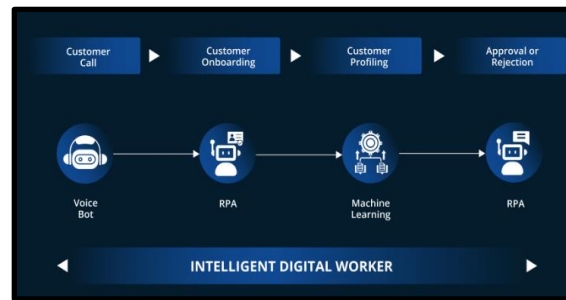 Customer
Call
Customer
Onboarding
Customer
Profiling
Approval or
Rejection
Voice
Bot
RPA
Machine
Learning
RPA
INTELLIGENT DIGITAL WORKER